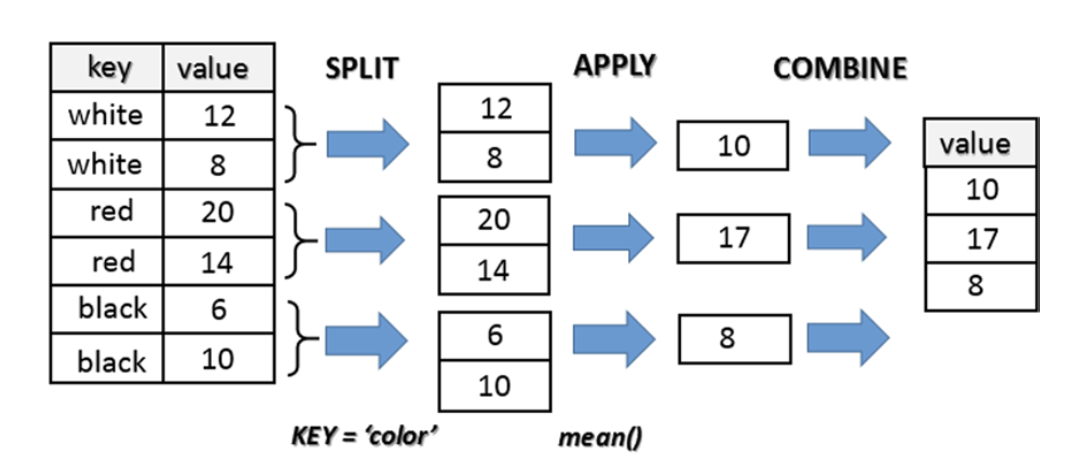 key value
white 12
white 8
red 20
red 14
black 6
black 10
SPLIT
12
8
20
14
6
10
KEY = ‘color’
APPLY
10
17
8
mean()
COMBINE
value
10
17
8